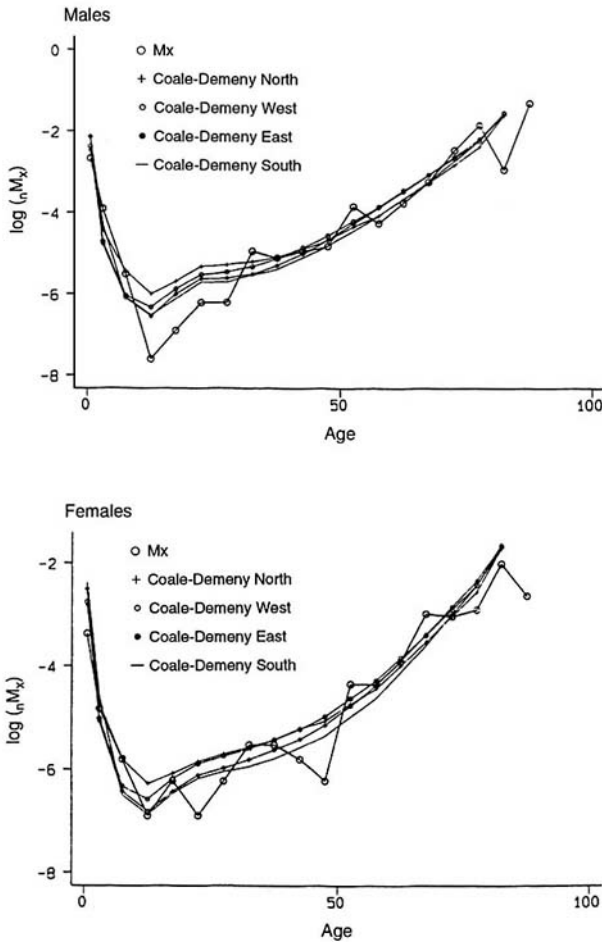 Males
0
Mx
Coale-Demeny North
-2
Coale-Demeny West
Coale-Demeny East
Coale-Demeny South
log (ₙMₓ)
-4
-6
-8
0 50 100
Age
Females
-2
Mx
Coale-Demeny North
Coale-Demeny West
-4
Coale-Demeny East
Coale-Demeny South
log (ₙMₓ)
-6
-8
0 50 100
Age